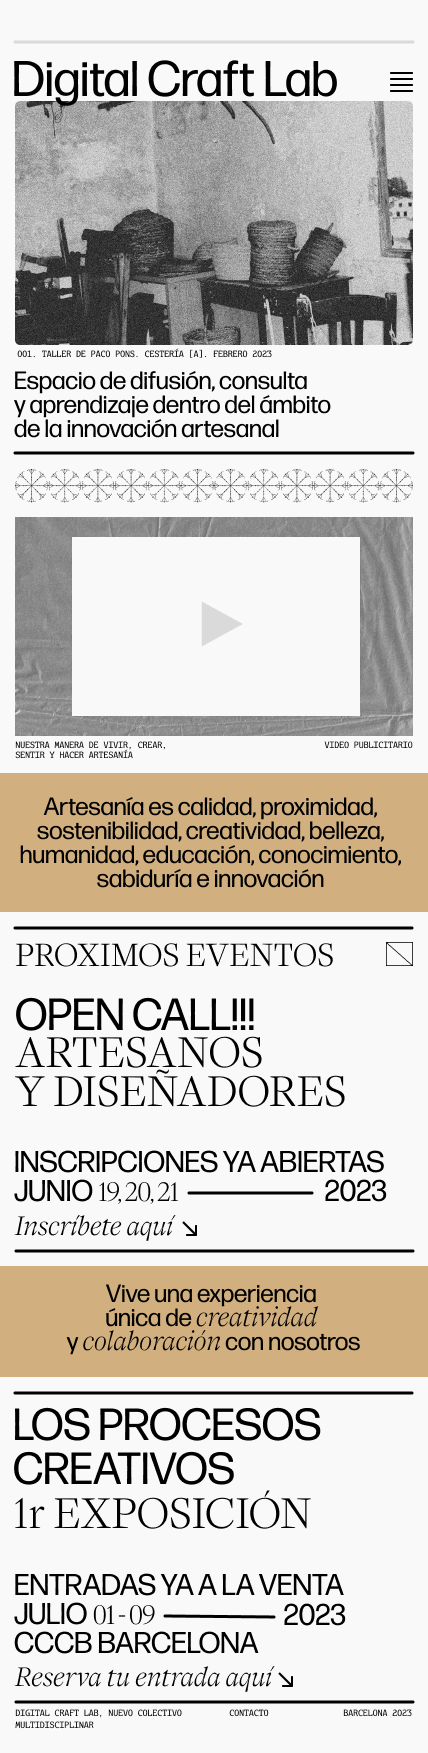 Digital Craft Lab
001. TALLER DE PACO PONS. CESTERÍA [A]. FEBRERO 2023
Espacio de difusión, consulta
y aprendizaje dentro del ámbito
de la innovación artesanal
NUESTRA MANERA DE VIVIR, CREAR,
SENTIR Y HACER ARTESANÍA
VIDEO PUBLICITARIO
Artesanía es calidad, proximidad,
sostenibilidad, creatividad, belleza,
humanidad, educación, conocimiento,
sabiduría e innovación
PROXIMOS EVENTOS
OPEN CALL!!!
ARTESANOS
Y DISEÑADORES
INSCRIPCIONES YA ABIERTAS
JUNIO 19, 20, 21 2023
Inscríbete aquí
Vive una experiencia
única de creatividad
y colaboración con nosotros
LOS PROCESOS
CREATIVOS
1r EXPOSICIÓN
ENTRADAS YA A LA VENTA
JULIO 01 - 09 2023
CCCB BARCELONA
Reserva tu entrada aquí
DIGITAL CRAFT LAB, NUEVO COLECTIVO
MULTIDISCIPLINAR
CONTACTO
BARCELONA 2023